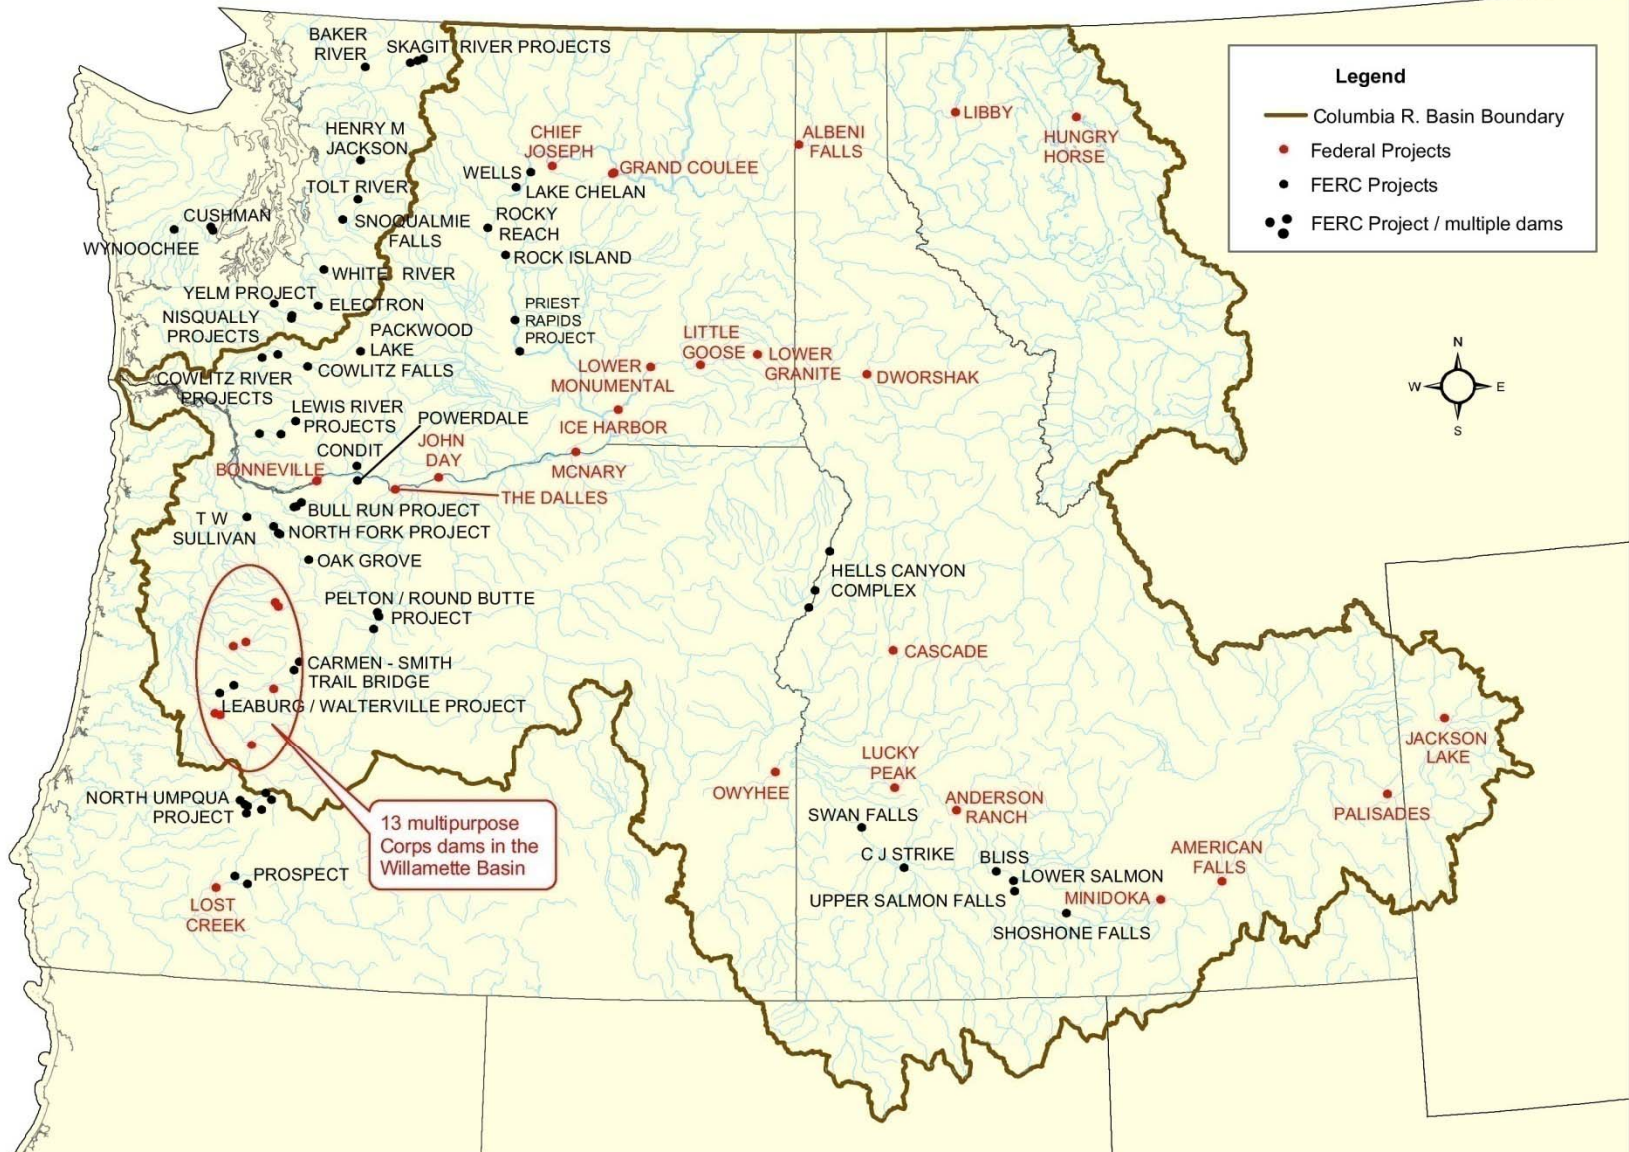 BAKER
RIVER
SKAGIT RIVER PROJECTS
Legend
Columbia R. Basin Boundary
Federal Projects
FERC Projects
FERC Project / multiple dams
LIBBY
HUNGRY
HORSE
ALBENI
FALLS
HENRY M
JACKSON
CHIEF
JOSEPH
GRAND COULEE
WELLS
LAKE CHELAN
TOLT RIVER
CUSHMAN
WYNOOCHEE
SNOQUALMIE
FALLS
ROCKY
REACH
ROCK ISLAND
WHITE RIVER
YELM PROJECT
ELECTRON
NISQUALLY
PROJECTS
PACKWOOD
LAKE
PRIEST
RAPIDS
PROJECT
LITTLE
GOOSE
LOWER
GRANITE
LOWER
MONUMENTAL
DWORSHAK
COWLITZ FALLS
COWLITZ RIVER
PROJECTS
N
W
E
S
LEWIS RIVER
PROJECTS
POWERDALE
ICE HARBOR
JOHN
DAY
CONDIT
BONNEVILLE
MCNARY
THE DALLES
BULL RUN PROJECT
T W
SULLIVAN
NORTH FORK PROJECT
OAK GROVE
HELLS CANYON
COMPLEX
PELTON / ROUND BUTTE
PROJECT
CASCADE
CARMEN - SMITH
TRAIL BRIDGE
LEABURG / WALTERVILLE PROJECT
JACKSON
LAKE
LUCKY
PEAK
OWYHEE
ANDERSON
RANCH
PALISADES
NORTH UMPQUA
PROJECT
13 multipurpose
Corps dams in the
Willamette Basin
SWAN FALLS
C J STRIKE
BLISS
LOWER SALMON
AMERICAN
FALLS
PROSPECT
UPPER SALMON FALLS
MINIDOKA
LOST
CREEK
SHOSHONE FALLS